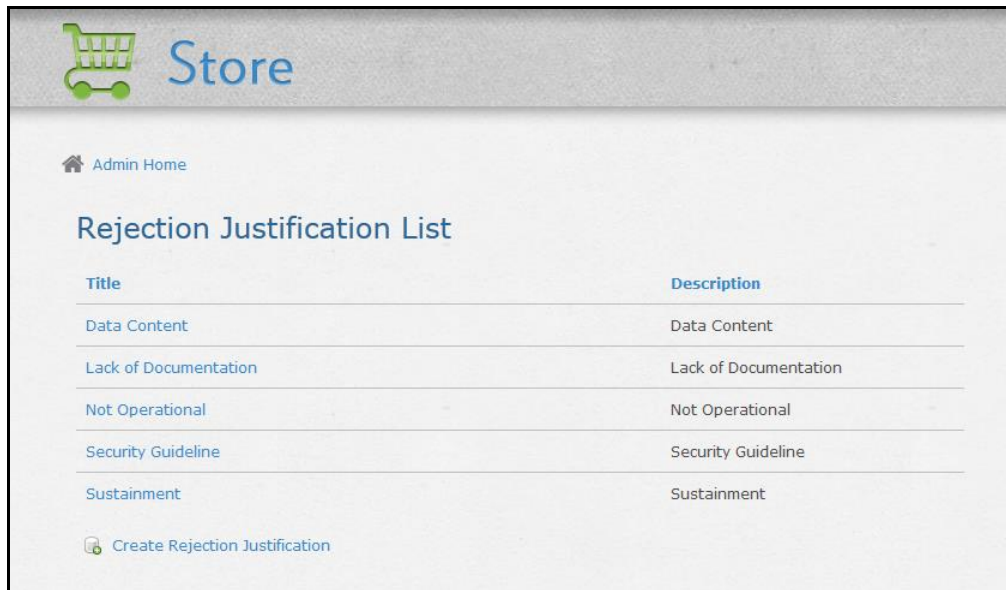 Store
Admin Home
Rejection Justification List
Title Description
Data Content Data Content
Lack of Documentation Lack of Documentation
Not Operational Not Operational
Security Guideline Security Guideline
Sustainment Sustainment
Create Rejection Justification